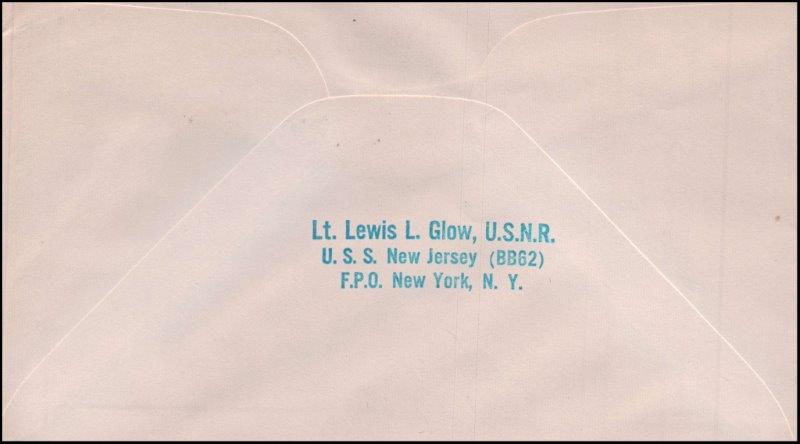 Lt. Lewis L. Glow, U.S.N.R.
U. S. S. New Jersey (BB62)
F.P.O. New York, N. Y.